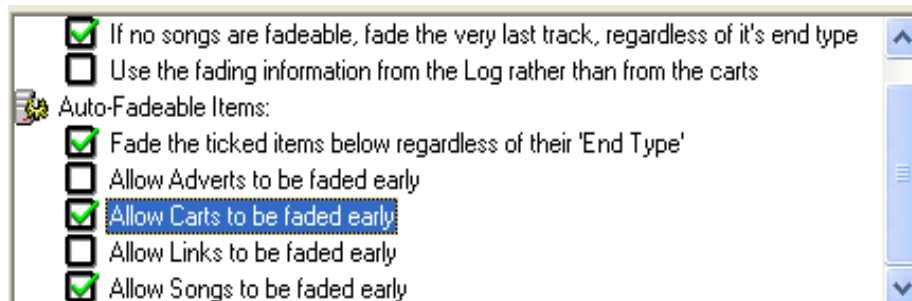 If no songs are fadeable, fade the very last track, regardless of it's end type
Use the fading information from the Log rather than from the carts
Auto-Fadeable Items:
Fade the ticked items below regardless of their 'End Type'
Allow Adverts to be faded early
Allow Carts to be faded early
Allow Links to be faded early
Allow Songs to be faded early